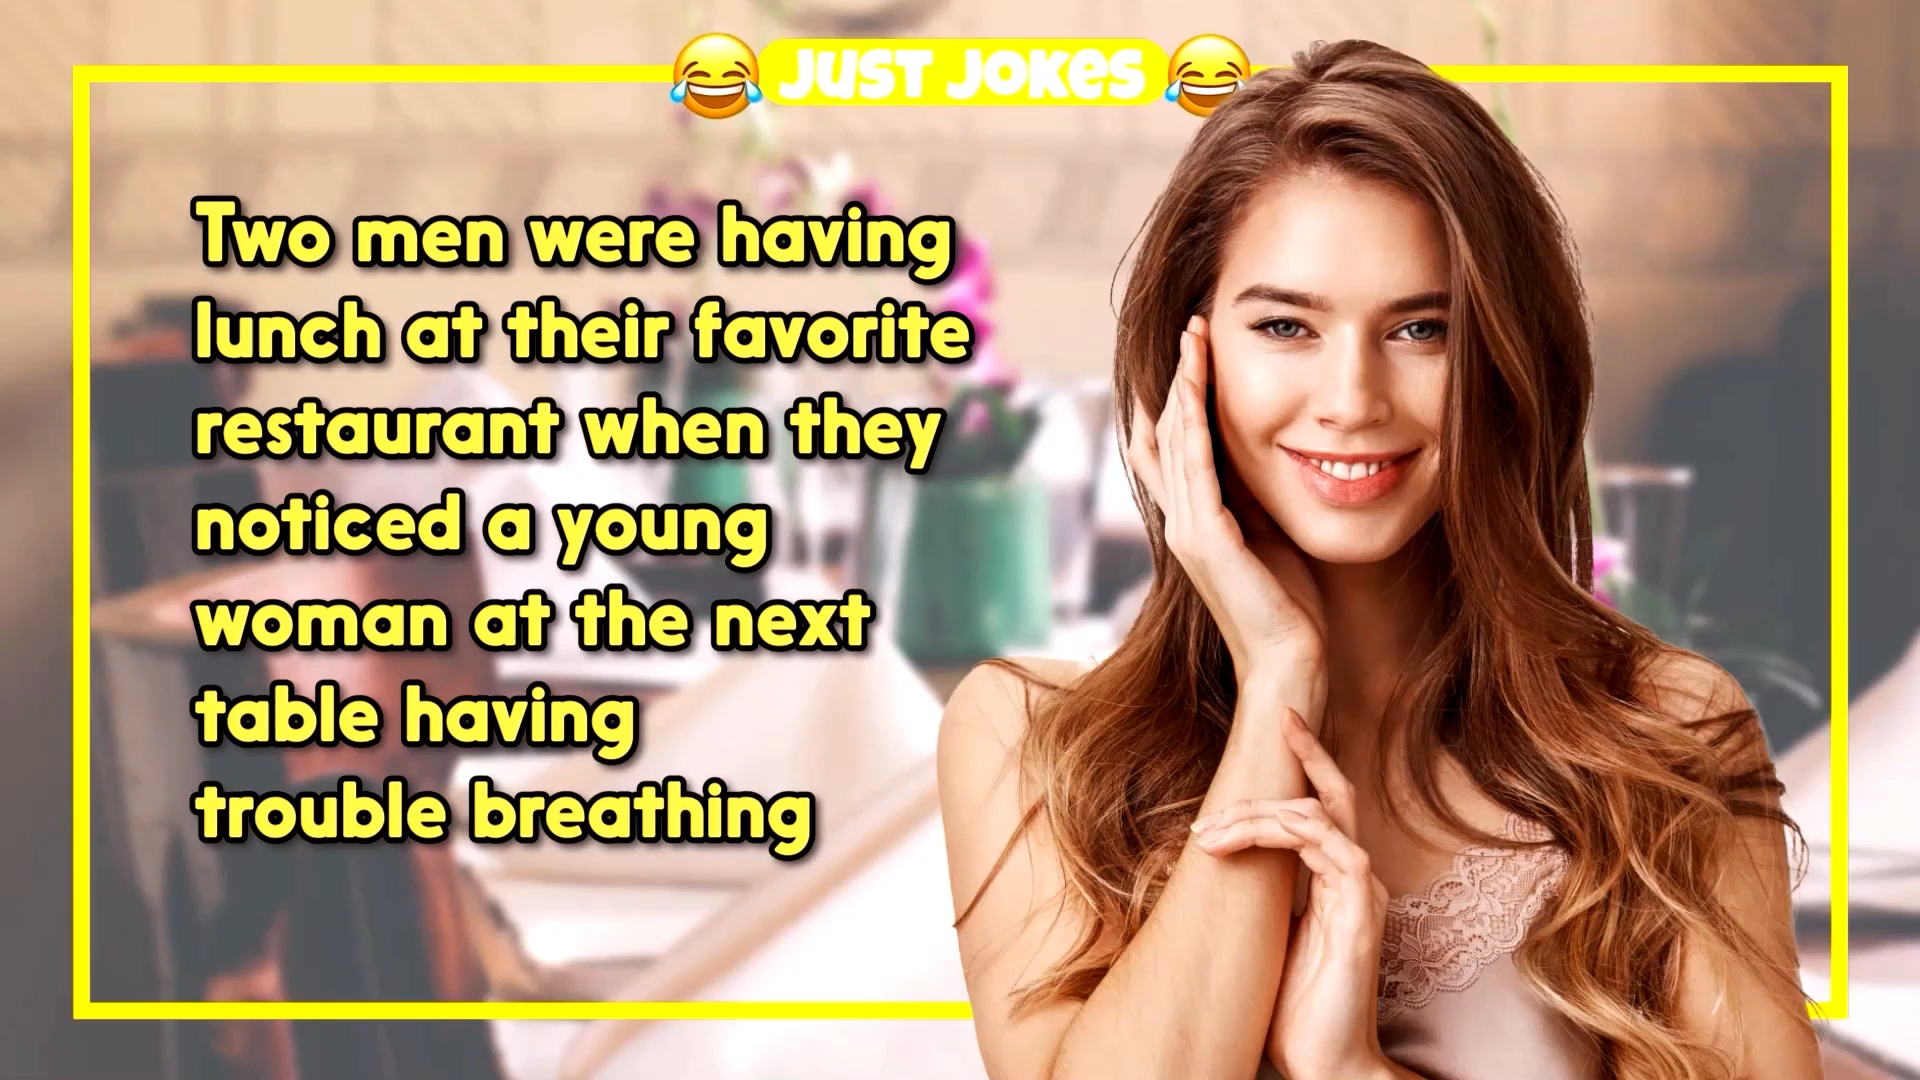 JUST JOKES
Two men were having
lunch at their favorite
restaurant when they
noticed a young
woman at the next
table having
trouble breathing